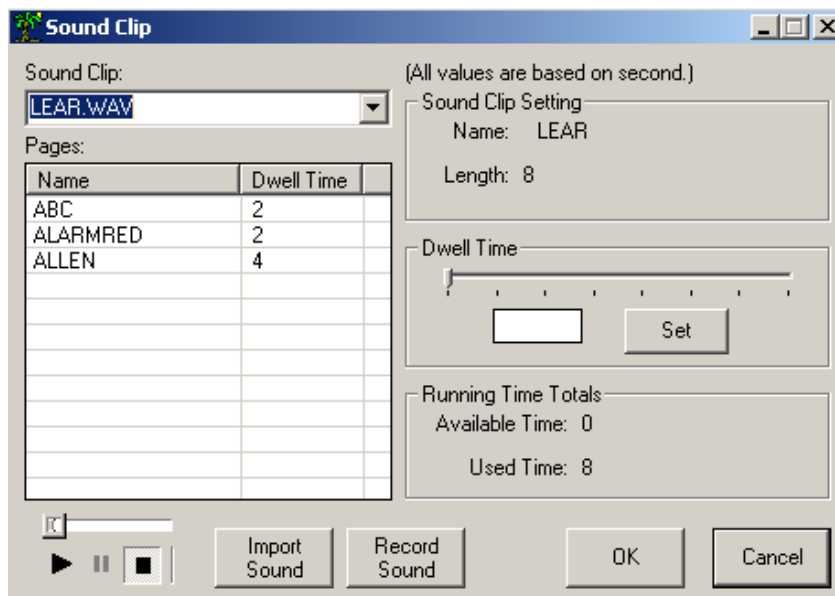 Sound Clip
Sound Clip:
LEAR.WAV
Pages:
Name Dwell Time
ABC 2
ALARMRED 2
ALLEN 4
(All values are based on second.)
Sound Clip Setting
Name: LEAR
Length: 8
Dwell Time
Set
Running Time Totals
Available Time: 0
Used Time: 8
Import
Sound
Record
Sound
OK
Cancel